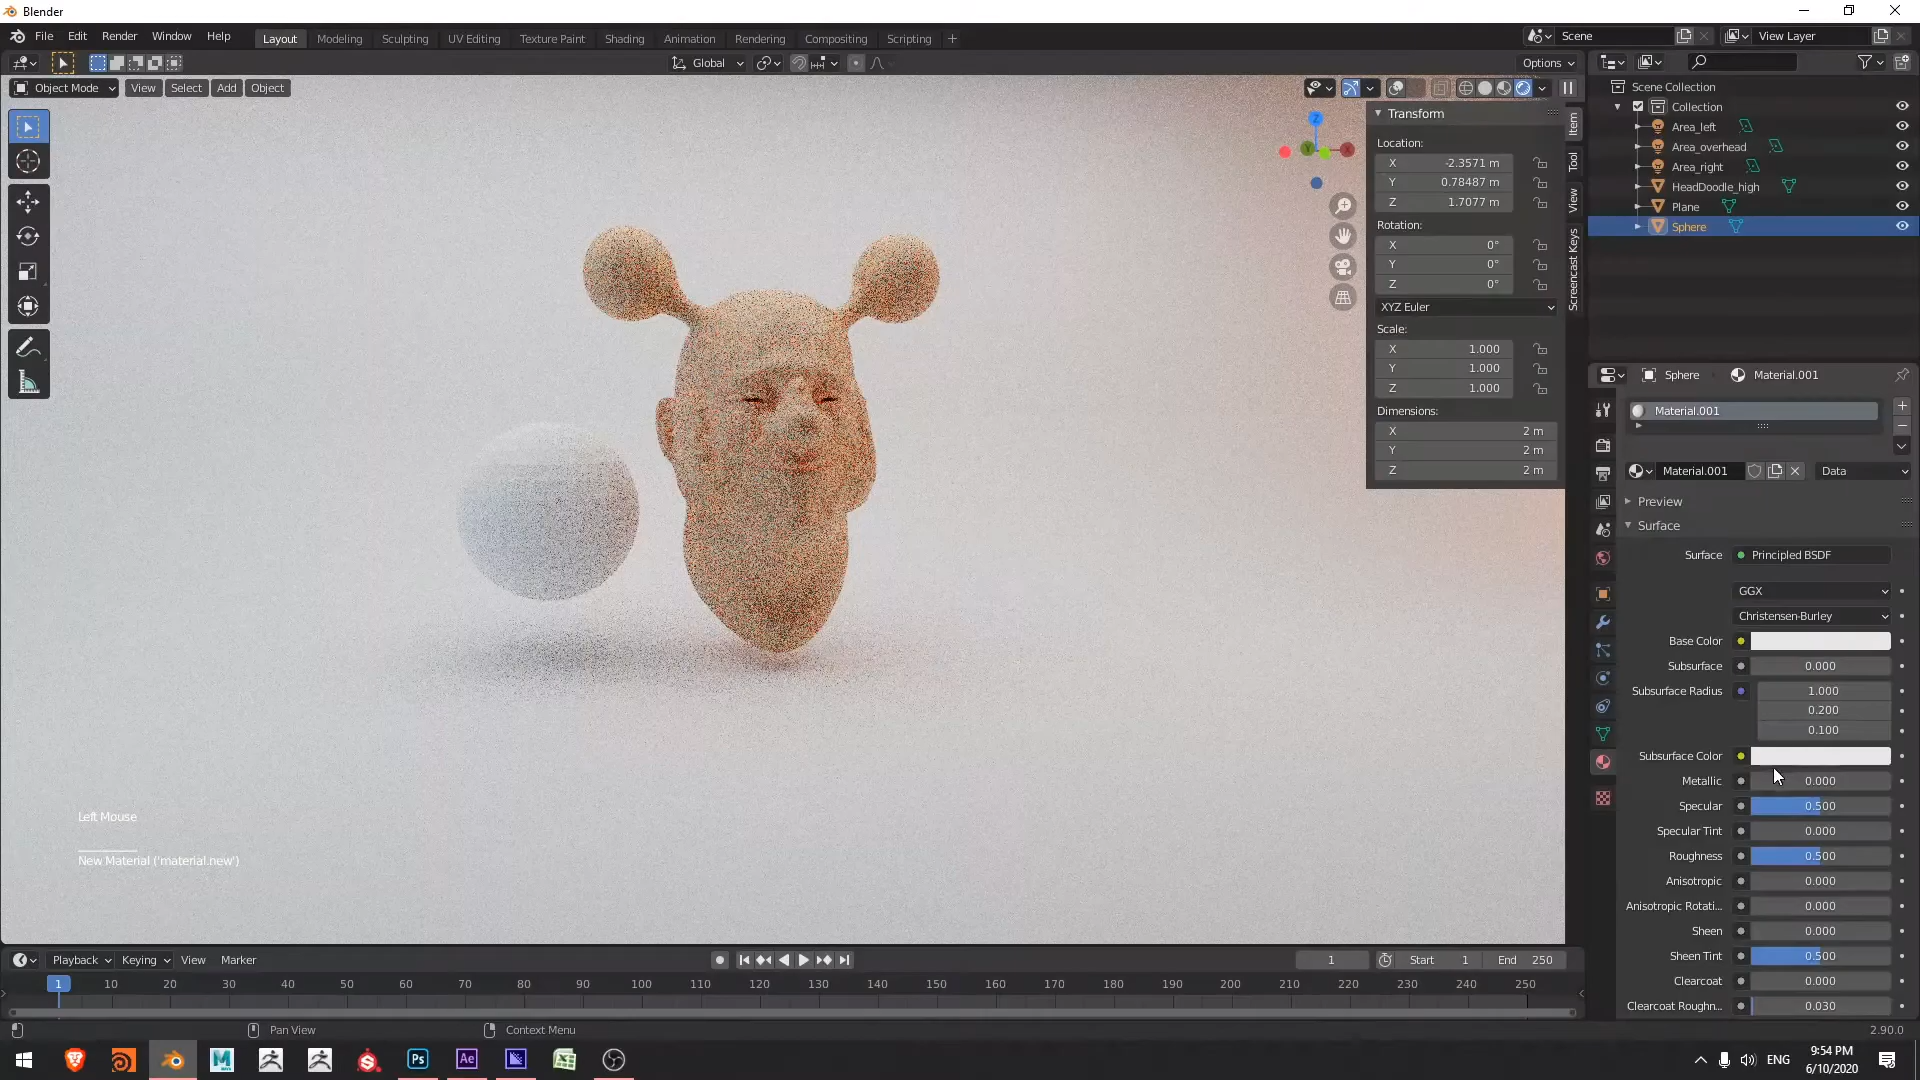 Blender
File Edit Render Window Help
Layout Modeling Sculpting UV Editing Texture Paint Shading Animation Rendering Compositing Scripting +
Scene
View Layer
Global
Options
Object Mode View Select Add Object
Transform
Location:
X -2.3571 m
Y 0.78487 m
Z 1.7077 m
Rotation:
X 0°
Y 0°
Z 0°
XYZ Euler
Scale:
X 1.000
Y 1.000
Z 1.000
Dimensions:
X 2 m
Y 2 m
Z 2 m
Item
Tool
View
Screencast Keys
Z
Y
X
Scene Collection
Collection
Area_left
Area_overhead
Area_right
HeadDoodle_high
Plane
Sphere
Sphere Material.001
Material.001
Material.001 Data
Preview
Surface
Surface Principled BSDF
GGX
Christensen-Burley
Base Color
Subsurface 0.000
Subsurface Radius 1.000
0.200
0.100
Subsurface Color
Metallic 0.000
Specular 0.500
Specular Tint 0.000
Roughness 0.500
Anisotropic 0.000
Anisotropic Rotati... 0.000
Sheen 0.000
Sheen Tint 0.500
Clearcoat 0.000
Clearcoat Roughn... 0.030
Left Mouse
New Material ('material.new')
Playback Keying View Marker
1 Start 1 End 250
1 10 20 30 40 50 60 70 80 90 100 110 120 130 140 150 160 170 180 190 200 210 220 230 240 250
Pan View Context Menu
2.90.0
M Ps Ae
ENG
9:54 PM
6/10/2020